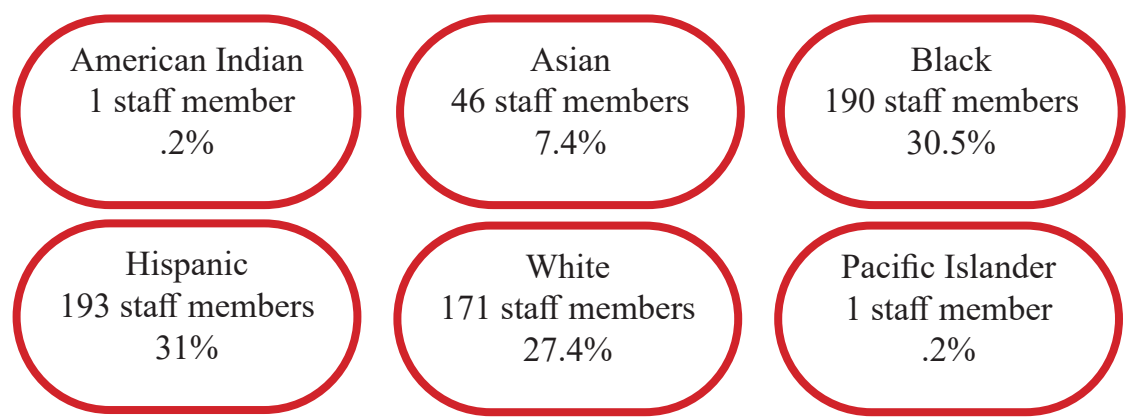 American Indian
1 staff member
.2%
Asian
46 staff members
7.4%
Black
190 staff members
30.5%
Hispanic
193 staff members
31%
White
171 staff members
27.4%
Pacific Islander
1 staff member
.2%